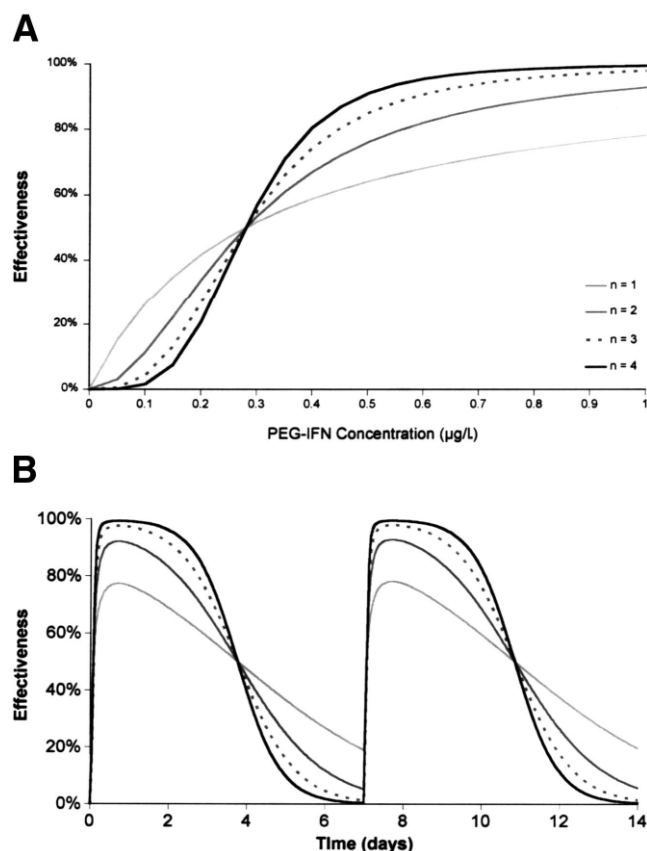 A
100%
80%
60%
40%
20%
0%
Effectiveness
n = 1
n = 2
n = 3
n = 4
0 0.1 0.2 0.3 0.4 0.5 0.6 0.7 0.8 0.9 1
PEG-IFN Concentration (µg/l)
B
100%
80%
60%
40%
20%
0%
Effectiveness
0 2 4 6 8 10 12 14
Time (days)